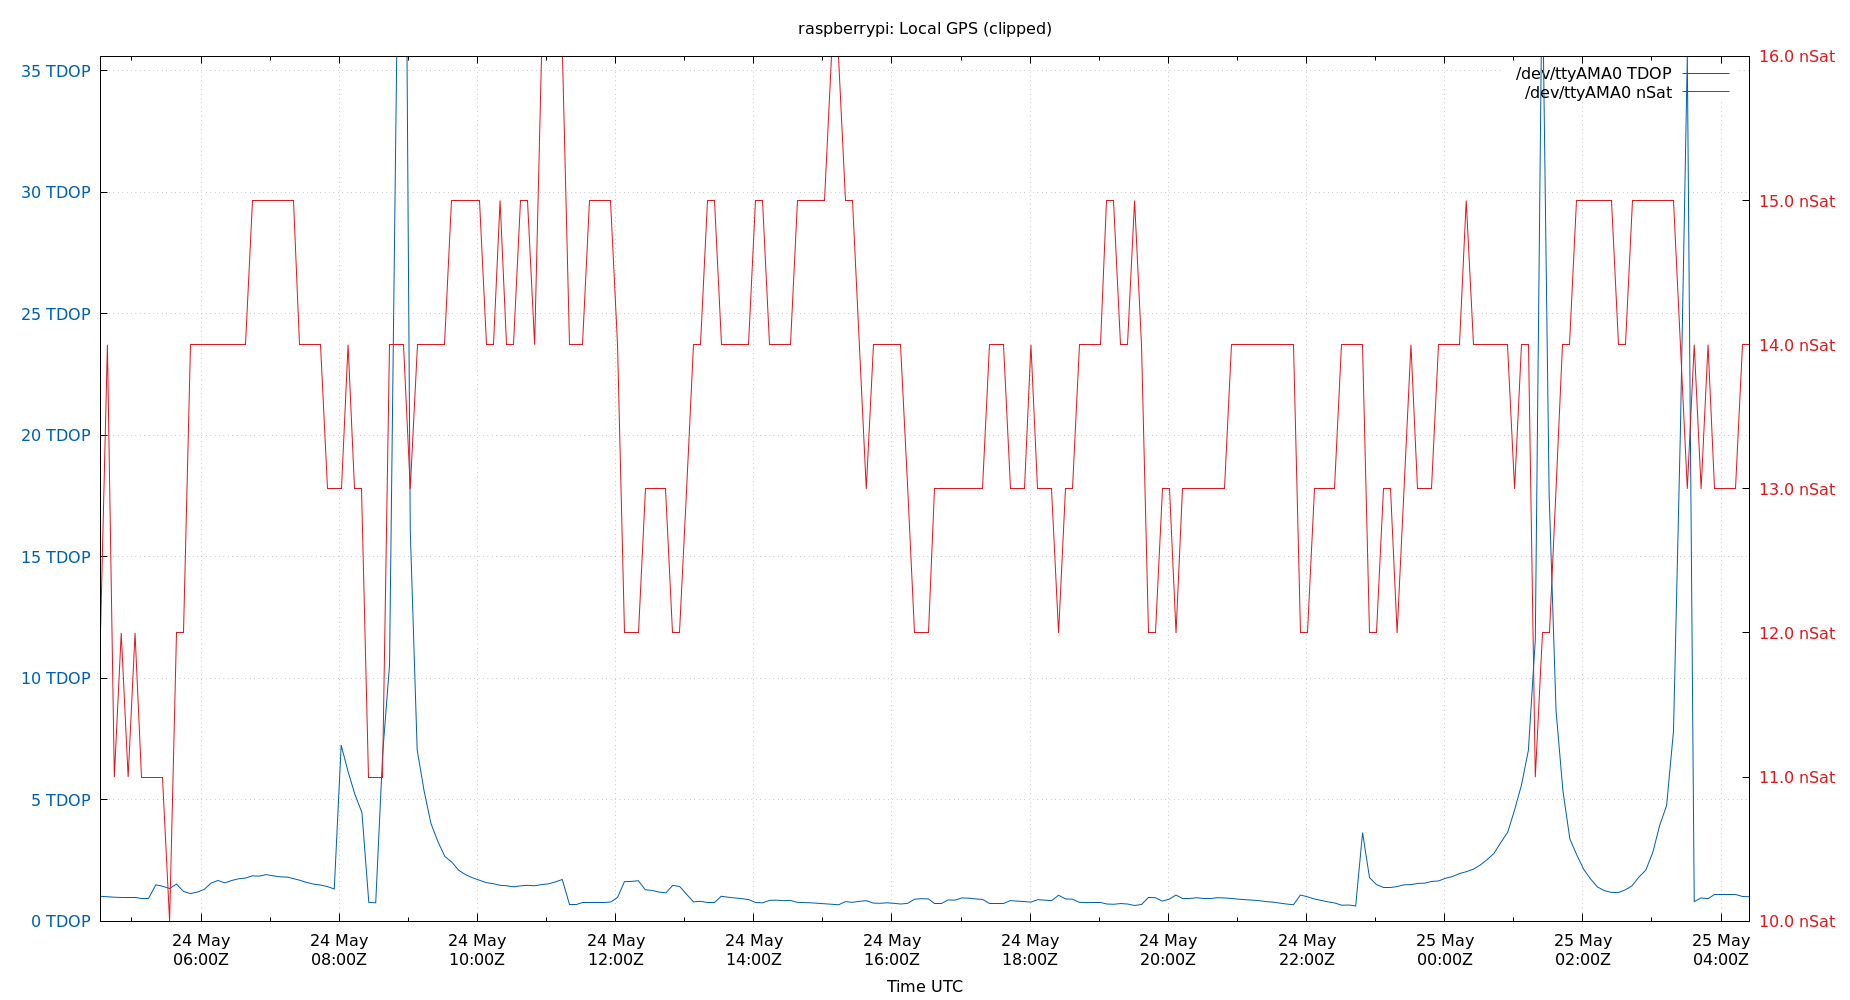 raspberrypi: Local GPS (clipped)
35 TDOP
30 TDOP
25 TDOP
20 TDOP
15 TDOP
10 TDOP
5 TDOP
0 TDOP
/dev/ttyAMA0 TDOP
/dev/ttyAMA0 nSat
16.0 nSat
15.0 nSat
14.0 nSat
13.0 nSat
12.0 nSat
11.0 nSat
10.0 nSat
24 May
06:00Z
24 May
08:00Z
24 May
10:00Z
24 May
12:00Z
24 May
14:00Z
24 May
16:00Z
24 May
18:00Z
24 May
20:00Z
24 May
22:00Z
25 May
00:00Z
25 May
02:00Z
25 May
04:00Z
Time UTC